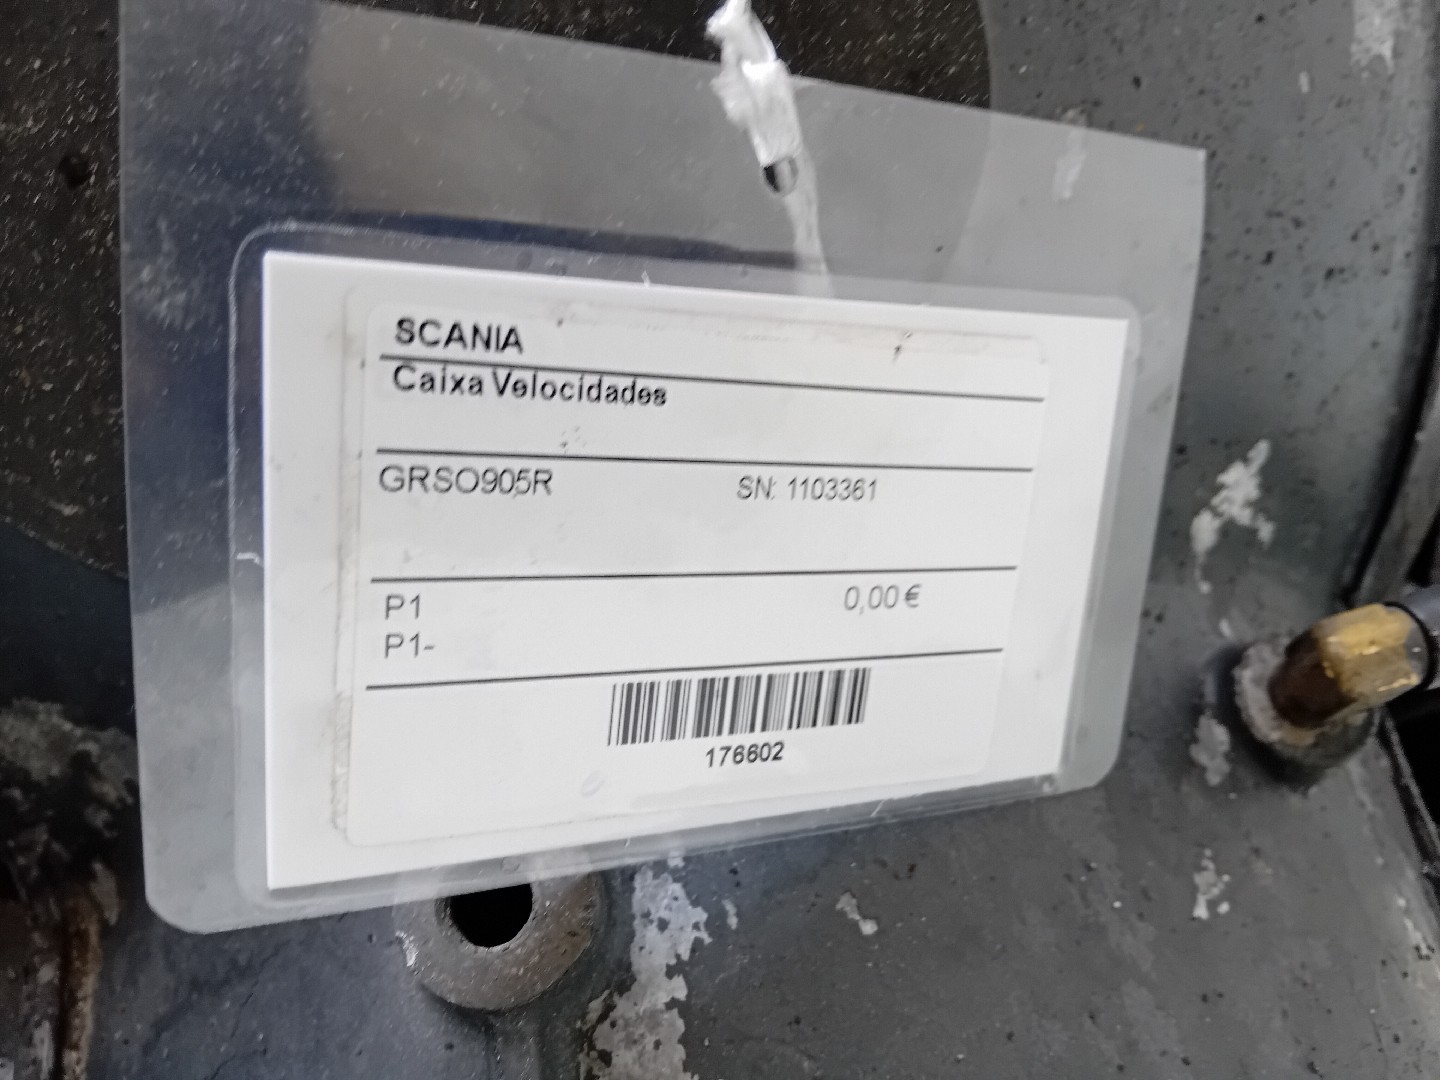 SCANIA
Caixa Velocidades
GRSO905R SN: 1103361
P1 0,00 €
P1-
176602